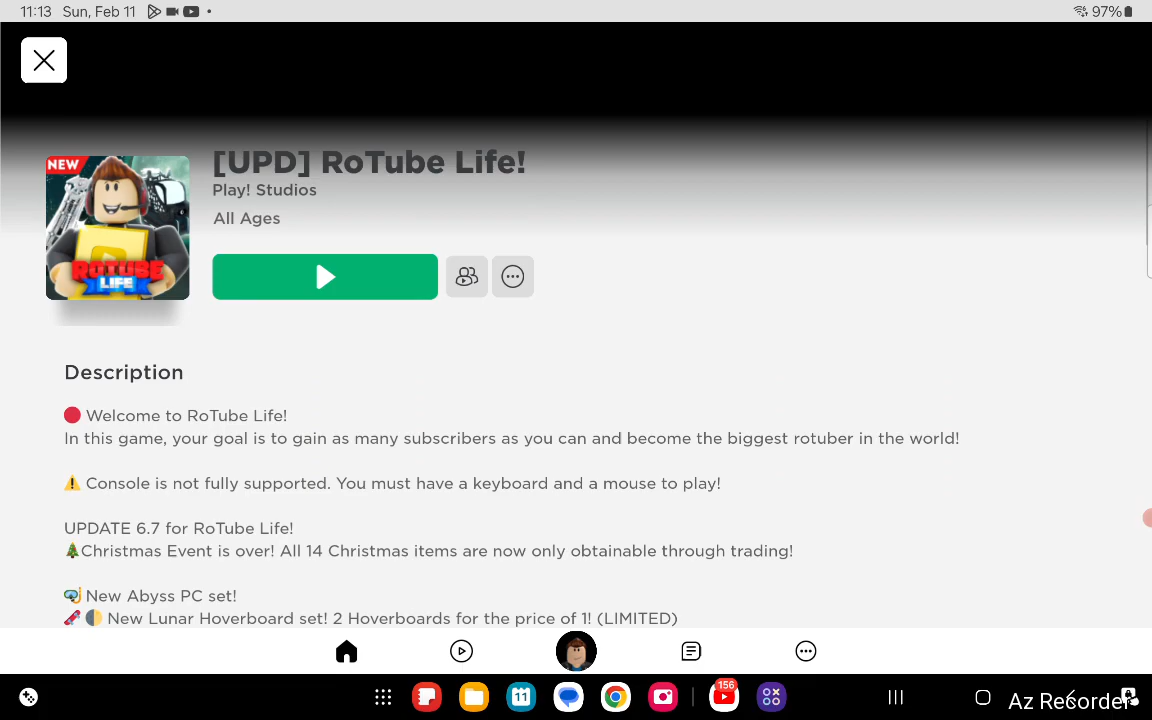 11:13 Sun, Feb 11
97%
[UPD] RoTube Life!
Play! Studios
All Ages
NEW
ROTUBE
LIFE
Description
Welcome to RoTube Life!
In this game, your goal is to gain as many subscribers as you can and become the biggest rotuber in the world!
Console is not fully supported. You must have a keyboard and a mouse to play!
UPDATE 6.7 for RoTube Life!
Christmas Event is over! All 14 Christmas items are now only obtainable through trading!
New Abyss PC set!
New Lunar Hoverboard set! 2 Hoverboards for the price of 1! (LIMITED)
11
156
Az Recorder